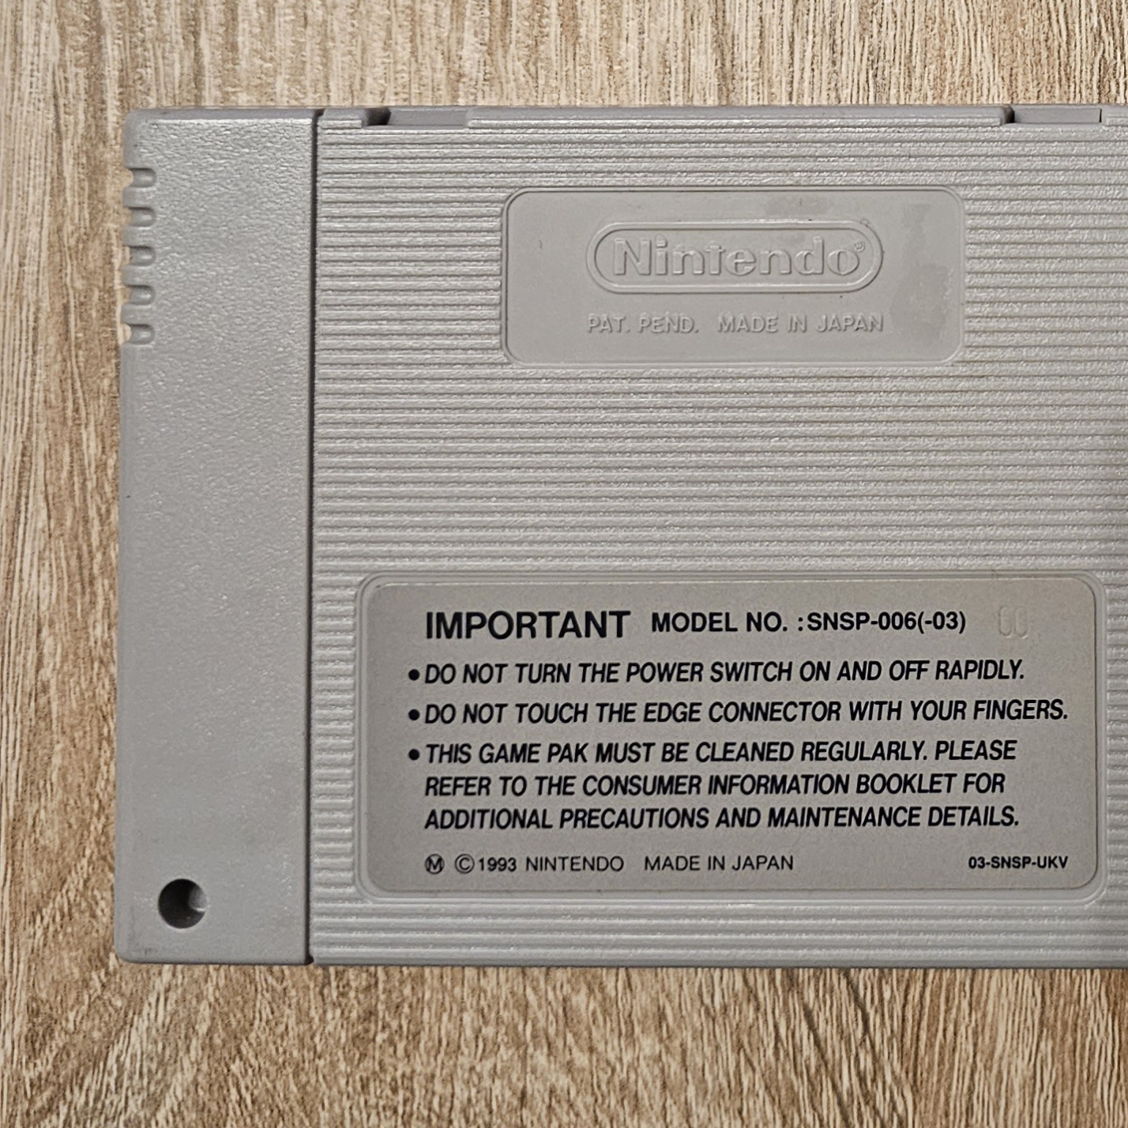 Nintendo®
PAT. PEND. MADE IN JAPAN
IMPORTANT MODEL NO. :SNSP-006(-03) 00
●DO NOT TURN THE POWER SWITCH ON AND OFF RAPIDLY.
●DO NOT TOUCH THE EDGE CONNECTOR WITH YOUR FINGERS.
●THIS GAME PAK MUST BE CLEANED REGULARLY. PLEASE
REFER TO THE CONSUMER INFORMATION BOOKLET FOR
ADDITIONAL PRECAUTIONS AND MAINTENANCE DETAILS.
Ⓜ ©1993 NINTENDO MADE IN JAPAN 03-SNSP-UKV